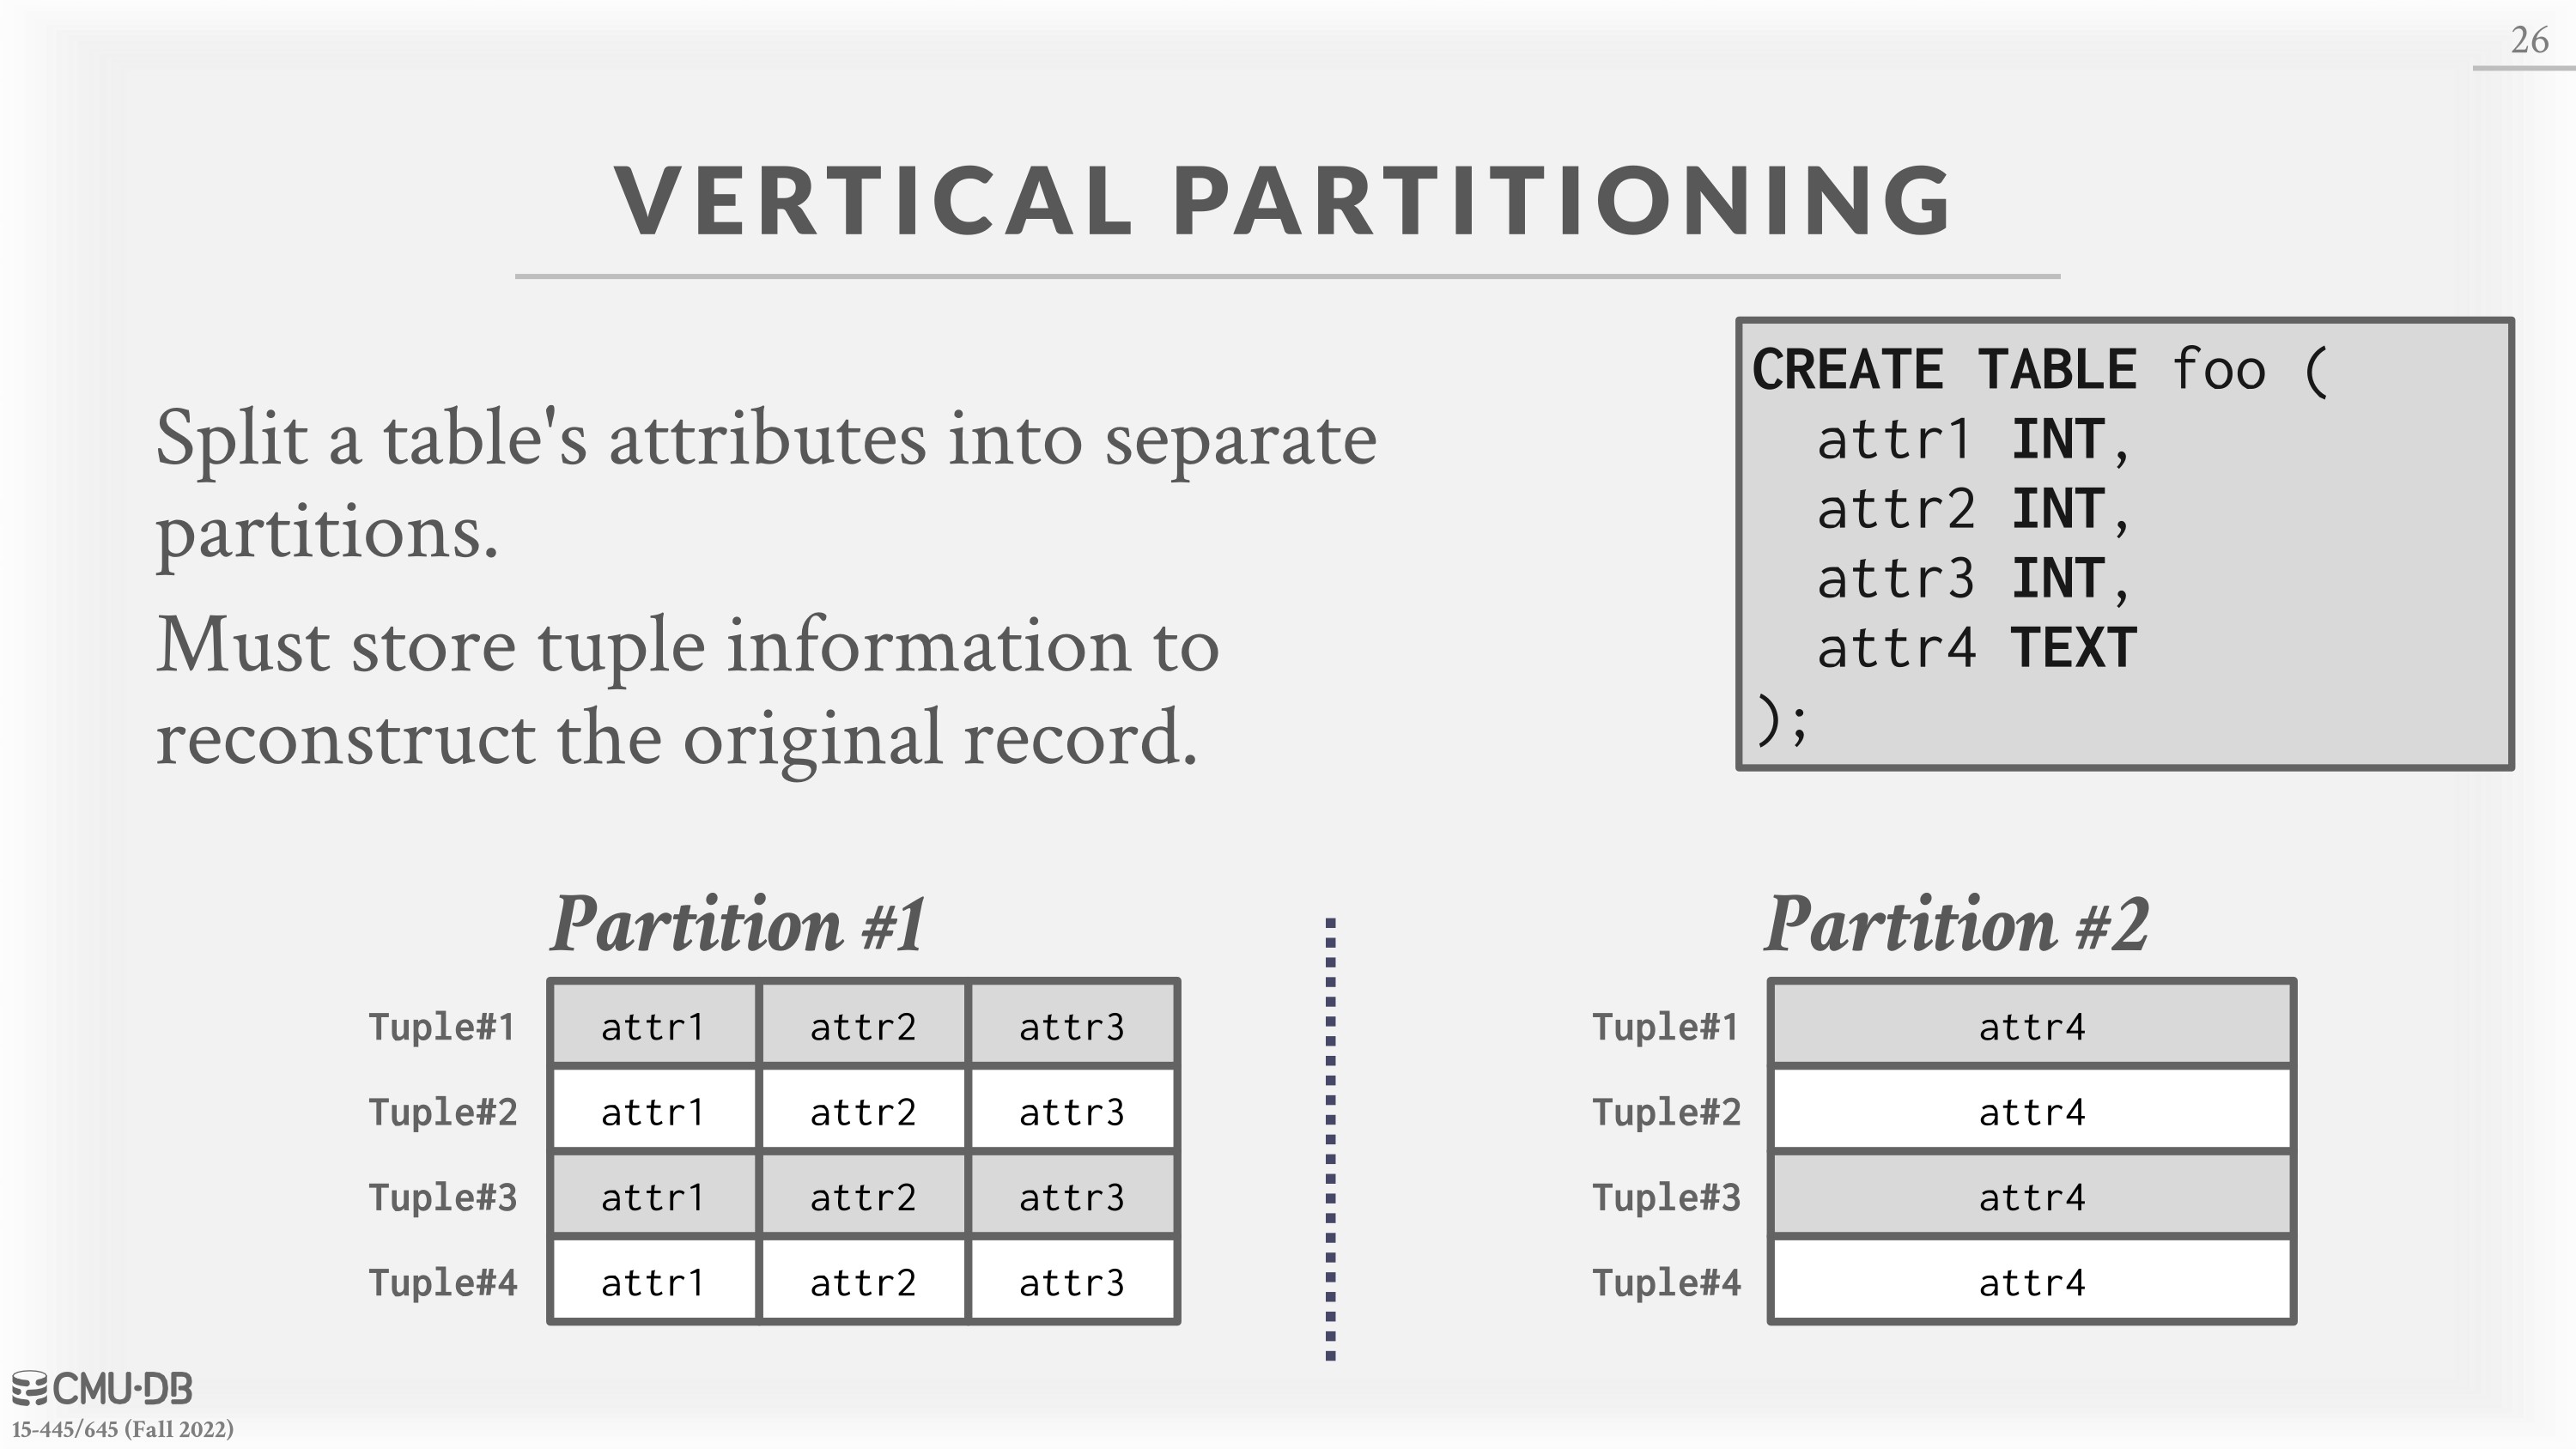 26
VERTICAL PARTITIONING
Split a table's attributes into separate
partitions.
Must store tuple information to
reconstruct the original record.
CREATE TABLE foo (
attr1 INT,
attr2 INT,
attr3 INT,
attr4 TEXT
);
Partition #1
Tuple#1 attr1 attr2 attr3
Tuple#2 attr1 attr2 attr3
Tuple#3 attr1 attr2 attr3
Tuple#4 attr1 attr2 attr3
Partition #2
Tuple#1 attr4
Tuple#2 attr4
Tuple#3 attr4
Tuple#4 attr4
CMU·DB
15-445/645 (Fall 2022)